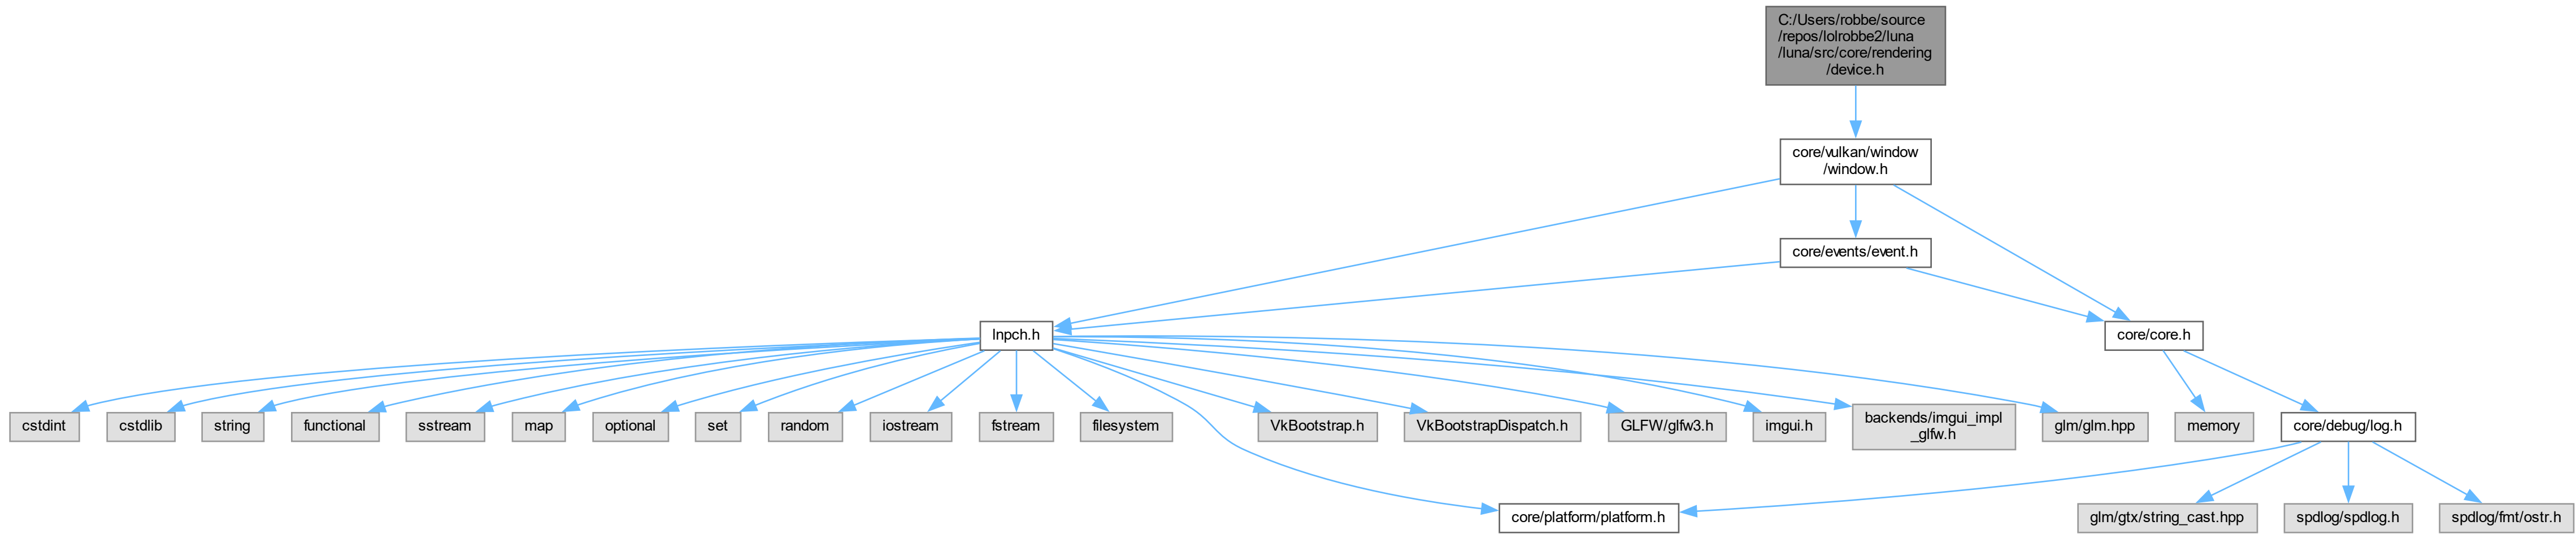 C:/Users/robbe/source
/repos/lolrobbe2/luna
/luna/src/core/rendering
/device.h
core/vulkan/window
/window.h
core/events/event.h
lnpch.h
core/core.h
cstdint
cstdlib
string
functional
sstream
map
optional
set
random
iostream
fstream
filesystem
VkBootstrap.h
VkBootstrapDispatch.h
GLFW/glfw3.h
imgui.h
backends/imgui_impl
_glfw.h
glm/glm.hpp
memory
core/debug/log.h
core/platform/platform.h
glm/gtx/string_cast.hpp
spdlog/spdlog.h
spdlog/fmt/ostr.h